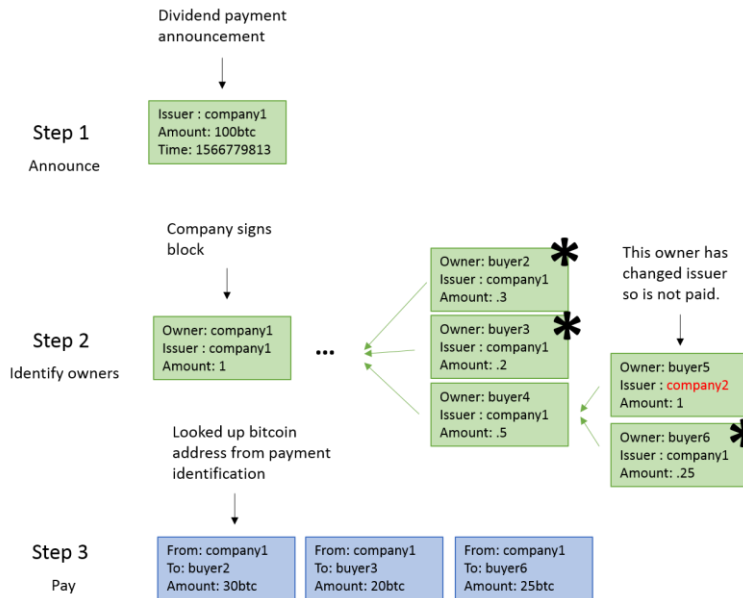 Dividend payment
announcement
Step 1
Announce
Issuer : company1
Amount: 100btc
Time: 1566779813
Company signs
block
This owner has
changed issuer
so is not paid.
Step 2
Identify owners
Owner: company1
Issuer : company1
Amount: 1
...
Owner: buyer2
Issuer : company1
Amount: .3
*
Owner: buyer3
Issuer : company1
Amount: .2
*
Owner: buyer4
Issuer : company1
Amount: .5
Owner: buyer5
Issuer : company2
Amount: 1
Owner: buyer6
Issuer : company1
Amount: .25
*
Looked up bitcoin
address from payment
identification
Step 3
Pay
From: company1
To: buyer2
Amount: 30btc
From: company1
To: buyer3
Amount: 20btc
From: company1
To: buyer6
Amount: 25btc